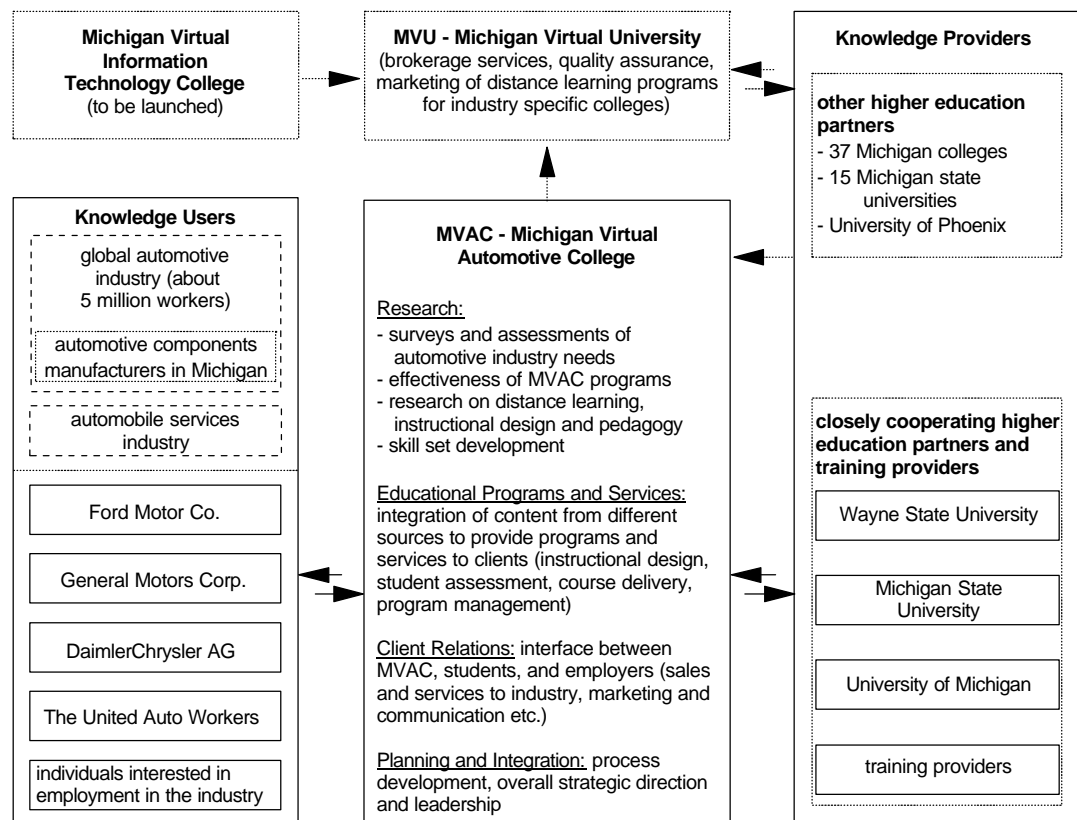 Michigan Virtual
Information
Technology College
(to be launched)
MVU - Michigan Virtual University
(brokerage services, quality assurance,
marketing of distance learning programs
for industry specific colleges)
Knowledge Providers
other higher education
partners
- 37 Michigan colleges
- 15 Michigan state
universities
- University of Phoenix
Knowledge Users
global automotive
industry (about
5 million workers)
automotive components
manufacturers in Michigan
automobile services
industry
Ford Motor Co.
General Motors Corp.
DaimlerChrysler AG
The United Auto Workers
individuals interested in
employment in the industry
MVAC - Michigan Virtual
Automotive College
Research:
- surveys and assessments of
automotive industry needs
- effectiveness of MVAC programs
- research on distance learning,
instructional design and pedagogy
- skill set development
Educational Programs and Services:
integration of content from different
sources to provide programs and
services to clients (instructional design,
student assessment, course delivery,
program management)
Client Relations: interface between
MVAC, students, and employers (sales
and services to industry, marketing and
communication etc.)
Planning and Integration: process
development, overall strategic direction
and leadership
closely cooperating higher
education partners and
training providers
Wayne State University
Michigan State
University
University of Michigan
training providers